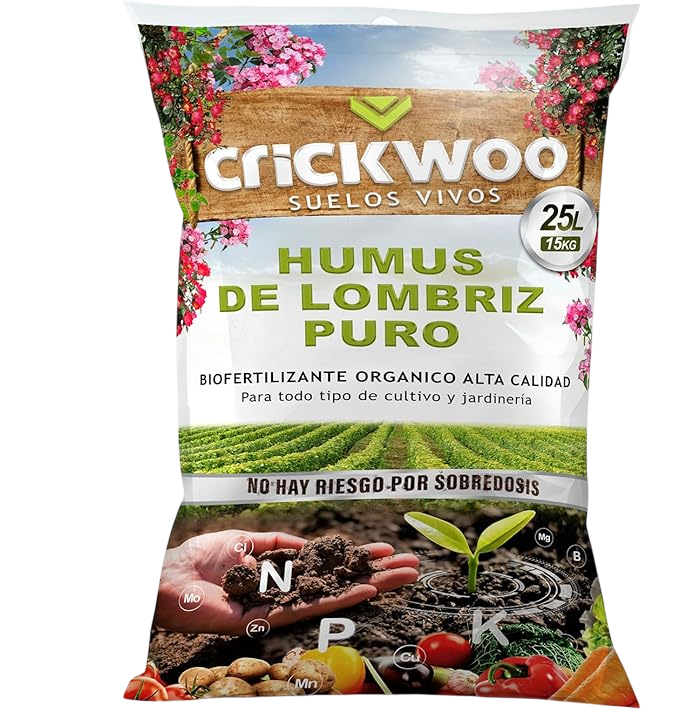 CRICKWOO
SUELOS VIVOS
25L
15KG
HUMUS
DE LOMBRIZ
PURO
BIOFERTILIZANTE ORGANICO ALTA CALIDAD
Para todo tipo de cultivo y jardinería
NO HAY RIESGO POR SOBREDOSIS
Mg
B
Cl
N
Mo
Zn
P
K
Cu
Mn